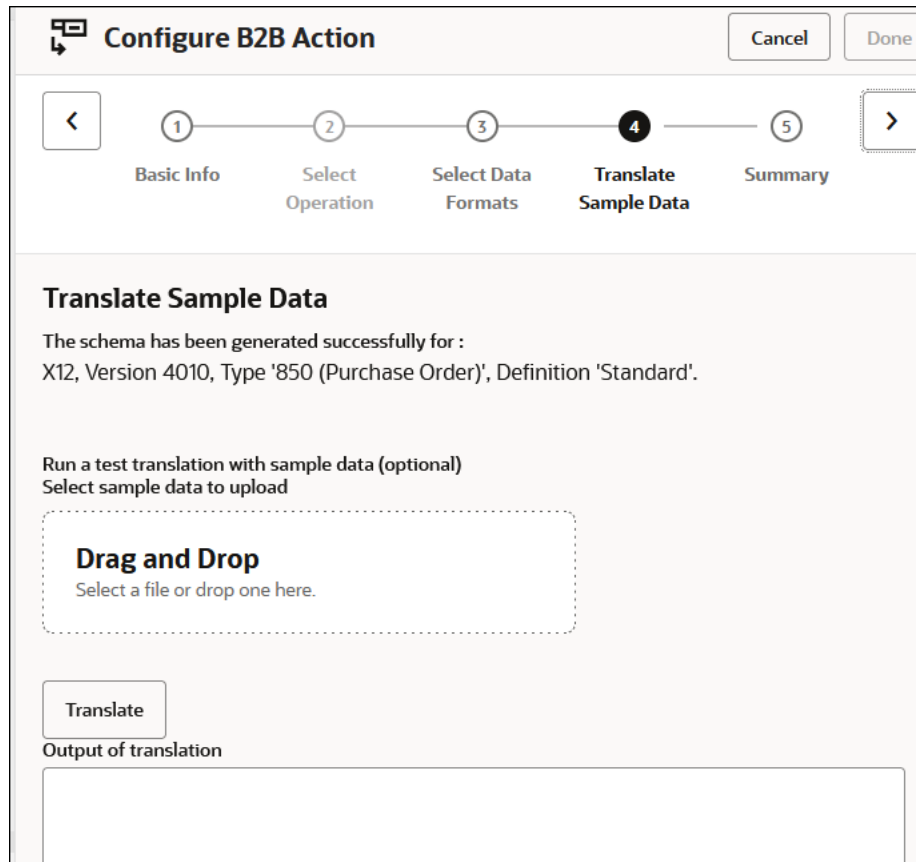 Configure B2B Action
Cancel
Done
1
2
3
4
5
Basic Info
Select
Operation
Select Data
Formats
Translate
Sample Data
Summary
Translate Sample Data
The schema has been generated successfully for :
X12, Version 4010, Type '850 (Purchase Order)', Definition 'Standard'.
Run a test translation with sample data (optional)
Select sample data to upload
Drag and Drop
Select a file or drop one here.
Translate
Output of translation